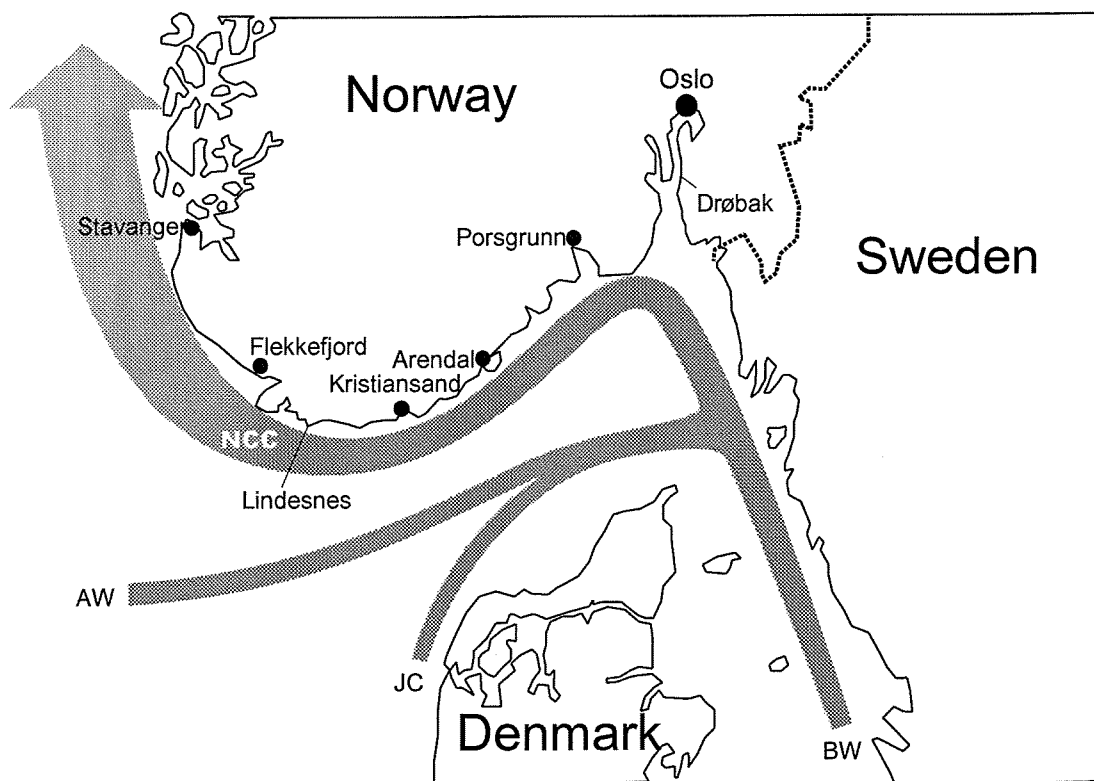 Oslo
Norway
Drøbak
Stavanger
Porsgrunn
Sweden
Flekkefjord
Arendal
Kristiansand
NCC
Lindesnes
AW
JC
Denmark
BW